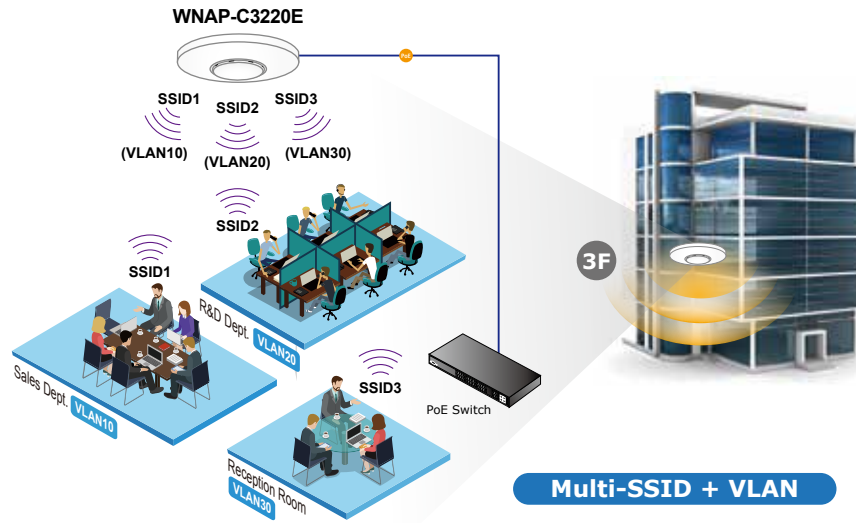 WNAP-C3220E
PoE
SSID1
SSID2
SSID3
(VLAN10)
(VLAN20)
(VLAN30)
SSID2
SSID1
3F
R&D Dept. VLAN20
SSID3
Sales Dept. VLAN10
PoE Switch
Reception Room
VLAN30
Multi-SSID + VLAN